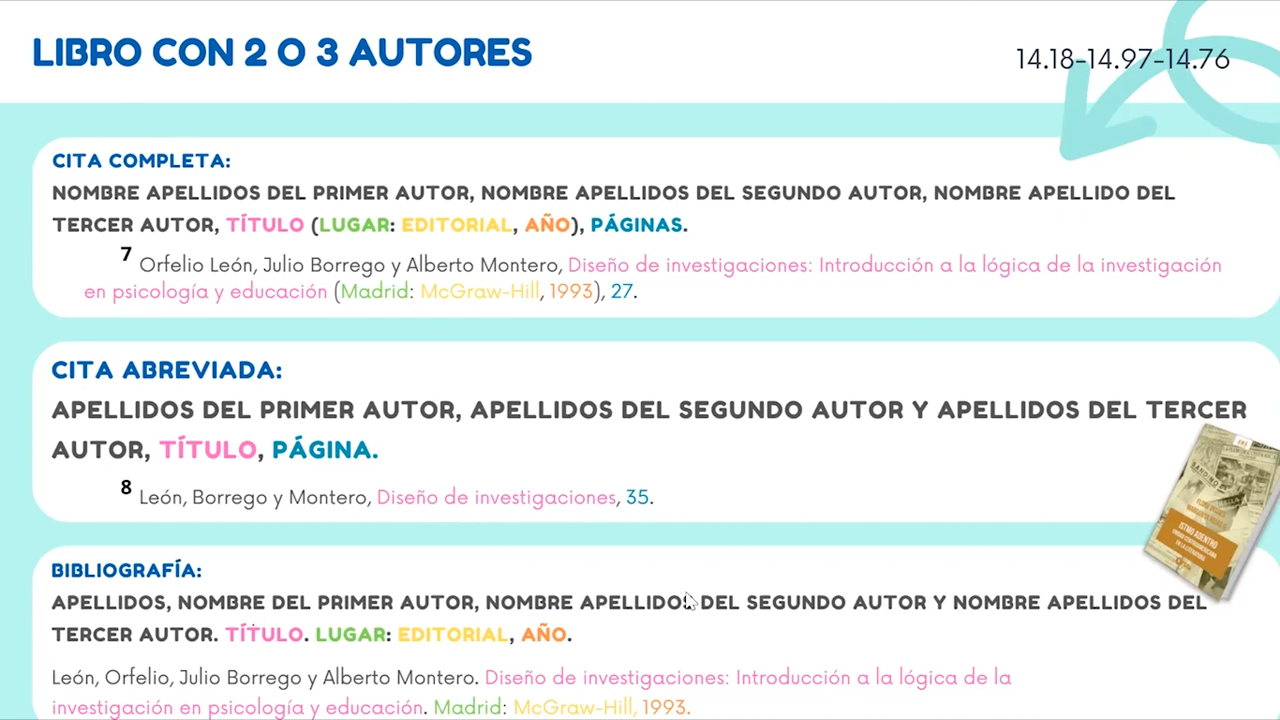 LIBRO CON 2 O 3 AUTORES
14.18-14.97-14.76
CITA COMPLETA:
NOMBRE APELLIDOS DEL PRIMER AUTOR, NOMBRE APELLIDOS DEL SEGUNDO AUTOR, NOMBRE APELLIDO DEL
TERCER AUTOR, TÍTULO (LUGAR: EDITORIAL, AÑO), PÁGINAS.
7 Orfelio León, Julio Borrego y Alberto Montero, Diseño de investigaciones: Introducción a la lógica de la investigación
en psicología y educación (Madrid: McGraw-Hill, 1993), 27.
CITA ABREVIADA:
APELLIDOS DEL PRIMER AUTOR, APELLIDOS DEL SEGUNDO AUTOR Y APELLIDOS DEL TERCER
AUTOR, TÍTULO, PÁGINA.
8 León, Borrego y Montero, Diseño de investigaciones, 35.
ISTMO ADENTRO
BIBLIOGRAFÍA:
APELLIDOS, NOMBRE DEL PRIMER AUTOR, NOMBRE APELLIDOS DEL SEGUNDO AUTOR Y NOMBRE APELLIDOS DEL
TERCER AUTOR. TÍTULO. LUGAR: EDITORIAL, AÑO.
León, Orfelio, Julio Borrego y Alberto Montero. Diseño de investigaciones: Introducción a la lógica de la
investigación en psicología y educación. Madrid: McGraw-Hill, 1993.